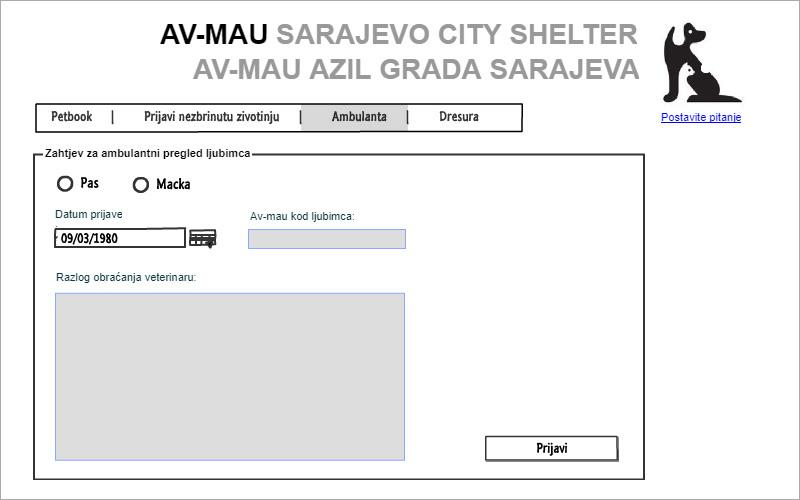 AV-MAU SARAJEVO CITY SHELTER
AV-MAU AZIL GRADA SARAJEVA
Postavite pitanje
Petbook | Prijavi nezbrinutu zivotinju | Ambulanta | Dresura
Zahtjev za ambulantni pregled ljubimca
Pas Macka
Datum prijave Av-mau kod ljubimca:
09/03/1980
Razlog obraćanja veterinaru:
Prijavi